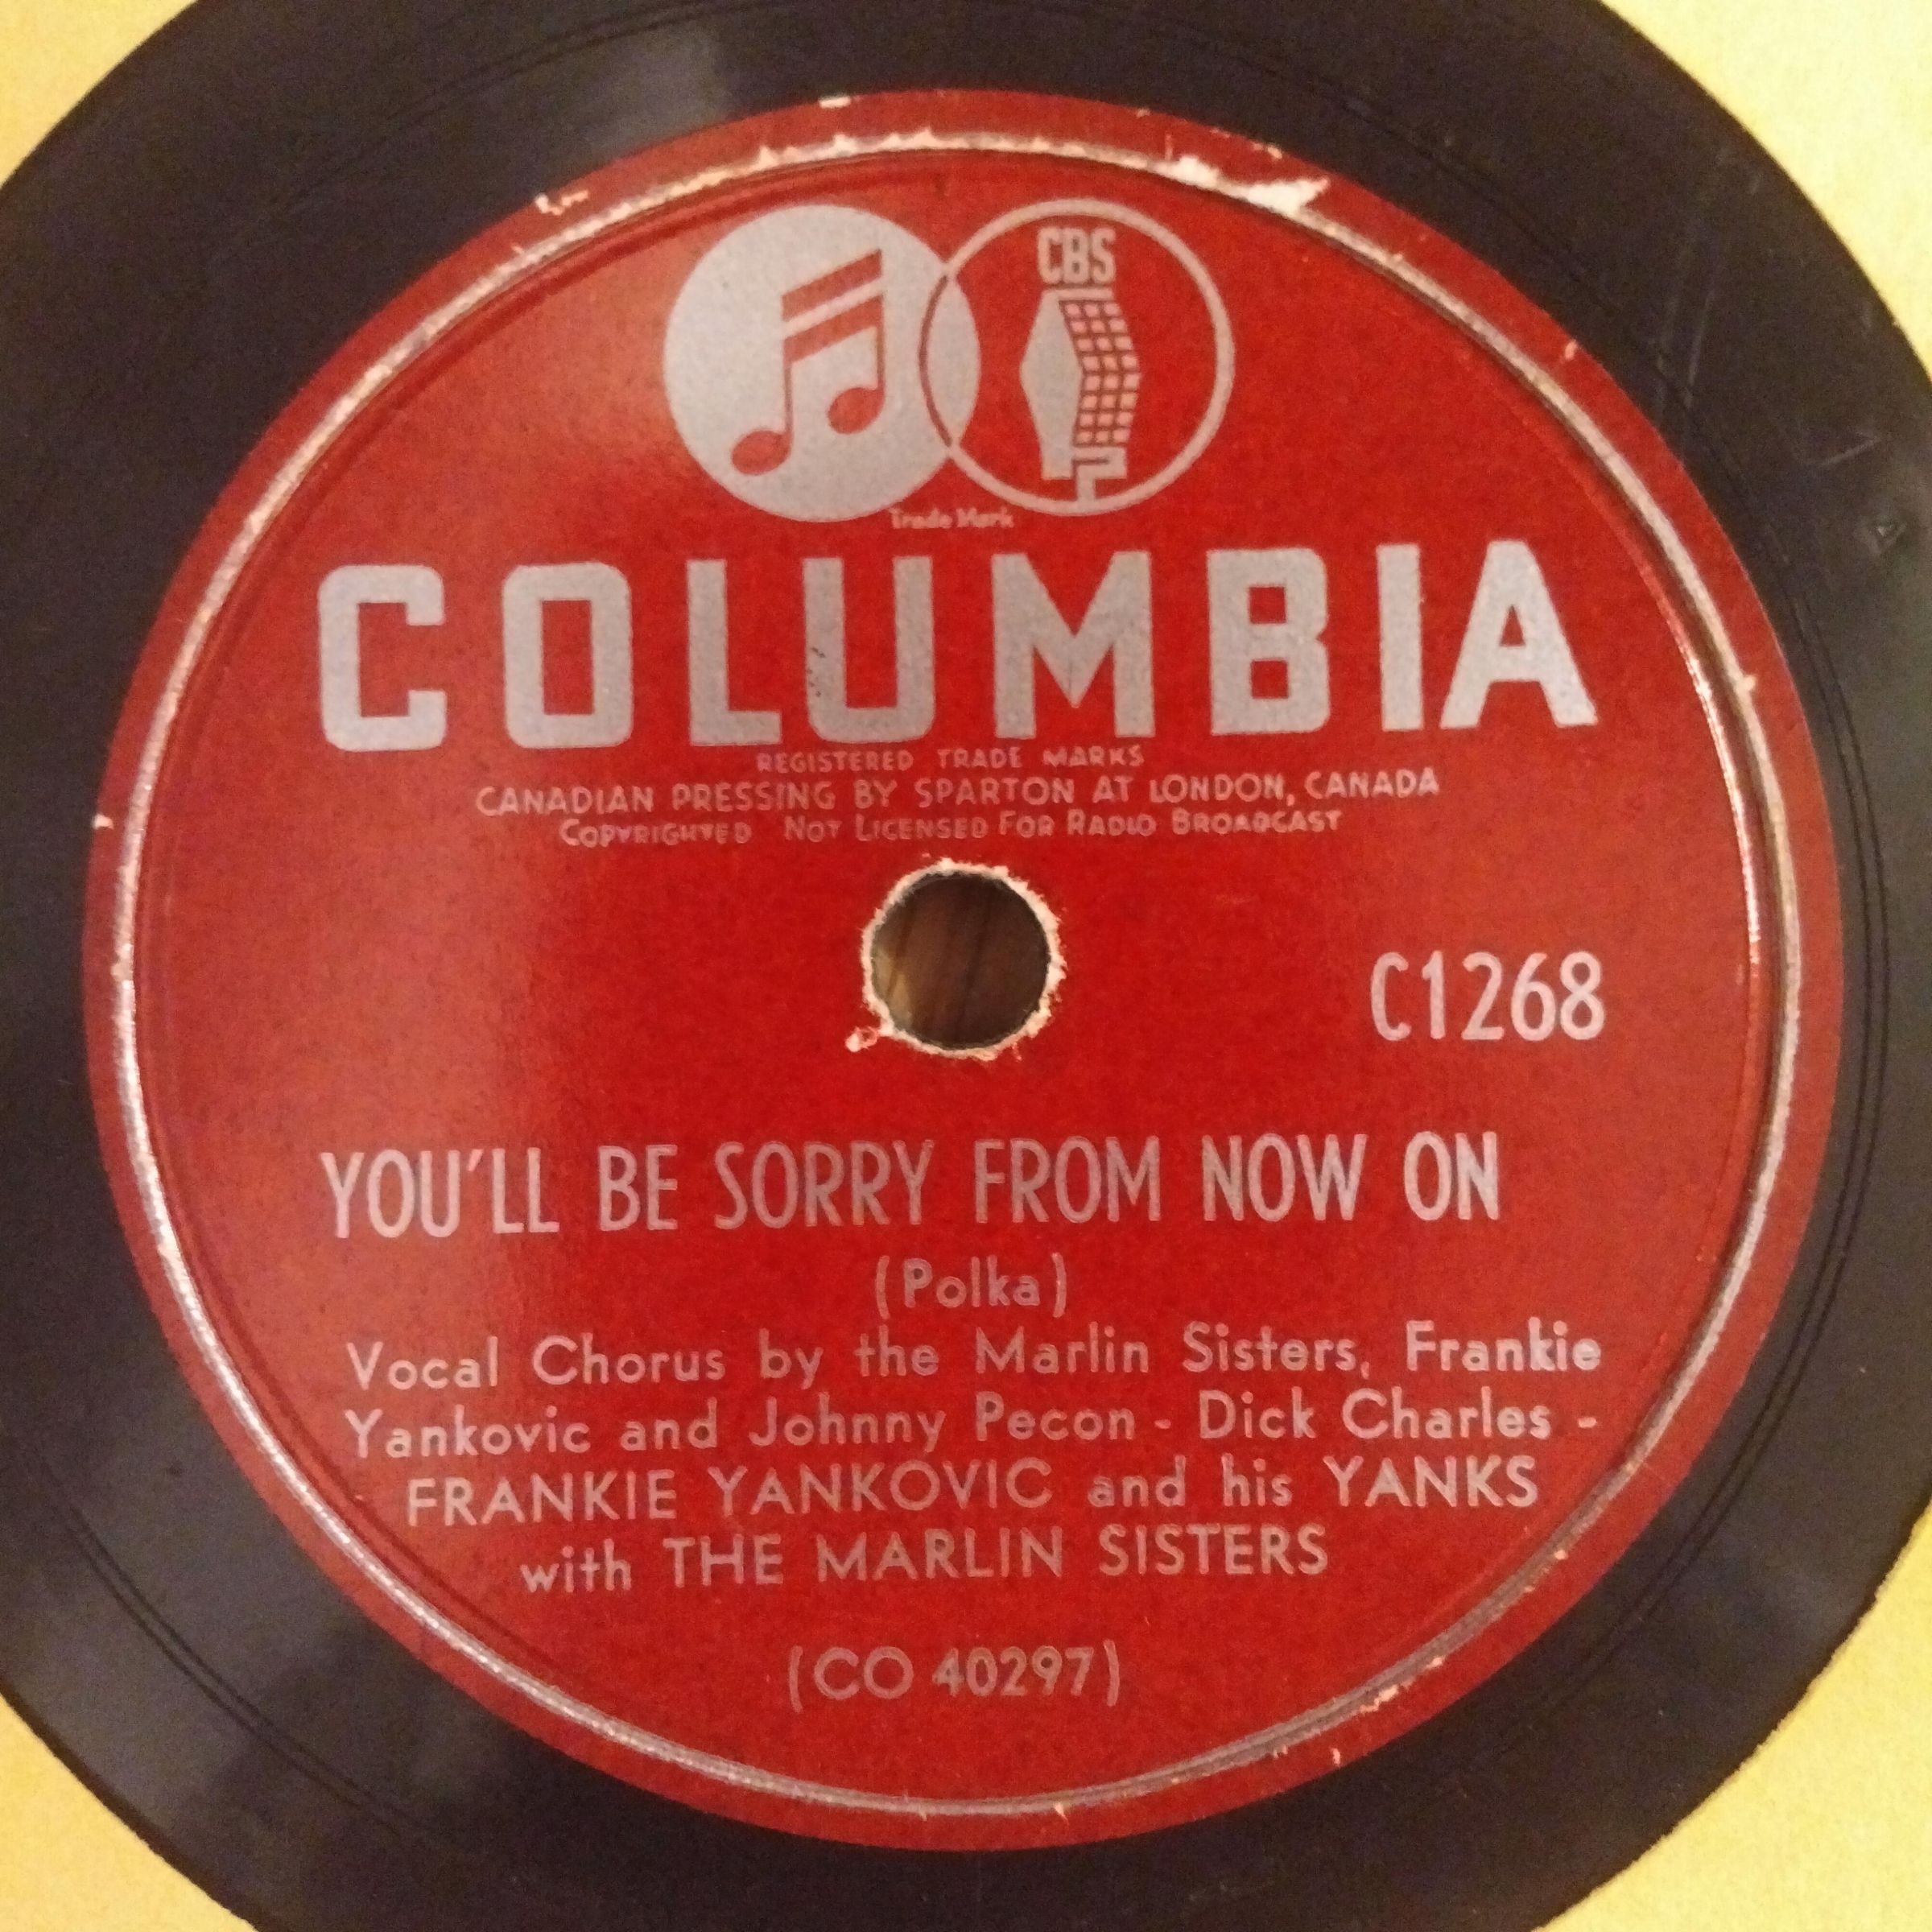 CBS
Trade Mark
COLUMBIA
REGISTERED TRADE MARKS
CANADIAN PRESSING BY SPARTON AT LONDON, CANADA
COPYRIGHTED NOT LICENSED FOR RADIO BROADCAST
C1268
YOU'LL BE SORRY FROM NOW ON
(Polka)
Vocal Chorus by the Marlin Sisters, Frankie
Yankovic and Johnny Pecon - Dick Charles -
FRANKIE YANKOVIC and his YANKS
with THE MARLIN SISTERS
(CO 40297)